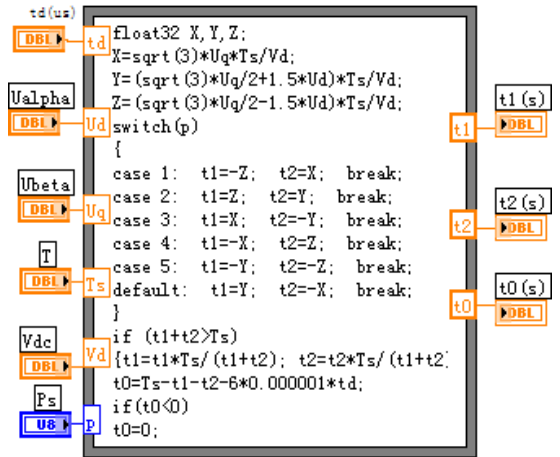 td(us)
DBL
td
float32 X,Y,Z;
X=sqrt(3)*Uq*Ts/Vd;
Y=(sqrt(3)*Uq/2+1.5*Ud)*Ts/Vd;
Z=(sqrt(3)*Uq/2-1.5*Ud)*Ts/Vd;
switch(p)
{
case 1: t1=-Z; t2=X; break;
case 2: t1=Z; t2=Y; break;
case 3: t1=X; t2=-Y; break;
case 4: t1=-X; t2=Z; break;
case 5: t1=-Y; t2=-Z; break;
default: t1=Y; t2=-X; break;
}
if (t1+t2>Ts)
{t1=t1*Ts/(t1+t2); t2=t2*Ts/(t1+t2)
t0=Ts-t1-t2-6*0.000001*td;
if(t0<0)
t0=0;
Ualpha
DBL
Ud
Ubeta
DBL
Uq
T
DBL
Ts
Vdc
DBL
Vd
Ps
U8
p
t1(s)
t1
DBL
t2(s)
t2
DBL
t0(s)
t0
DBL